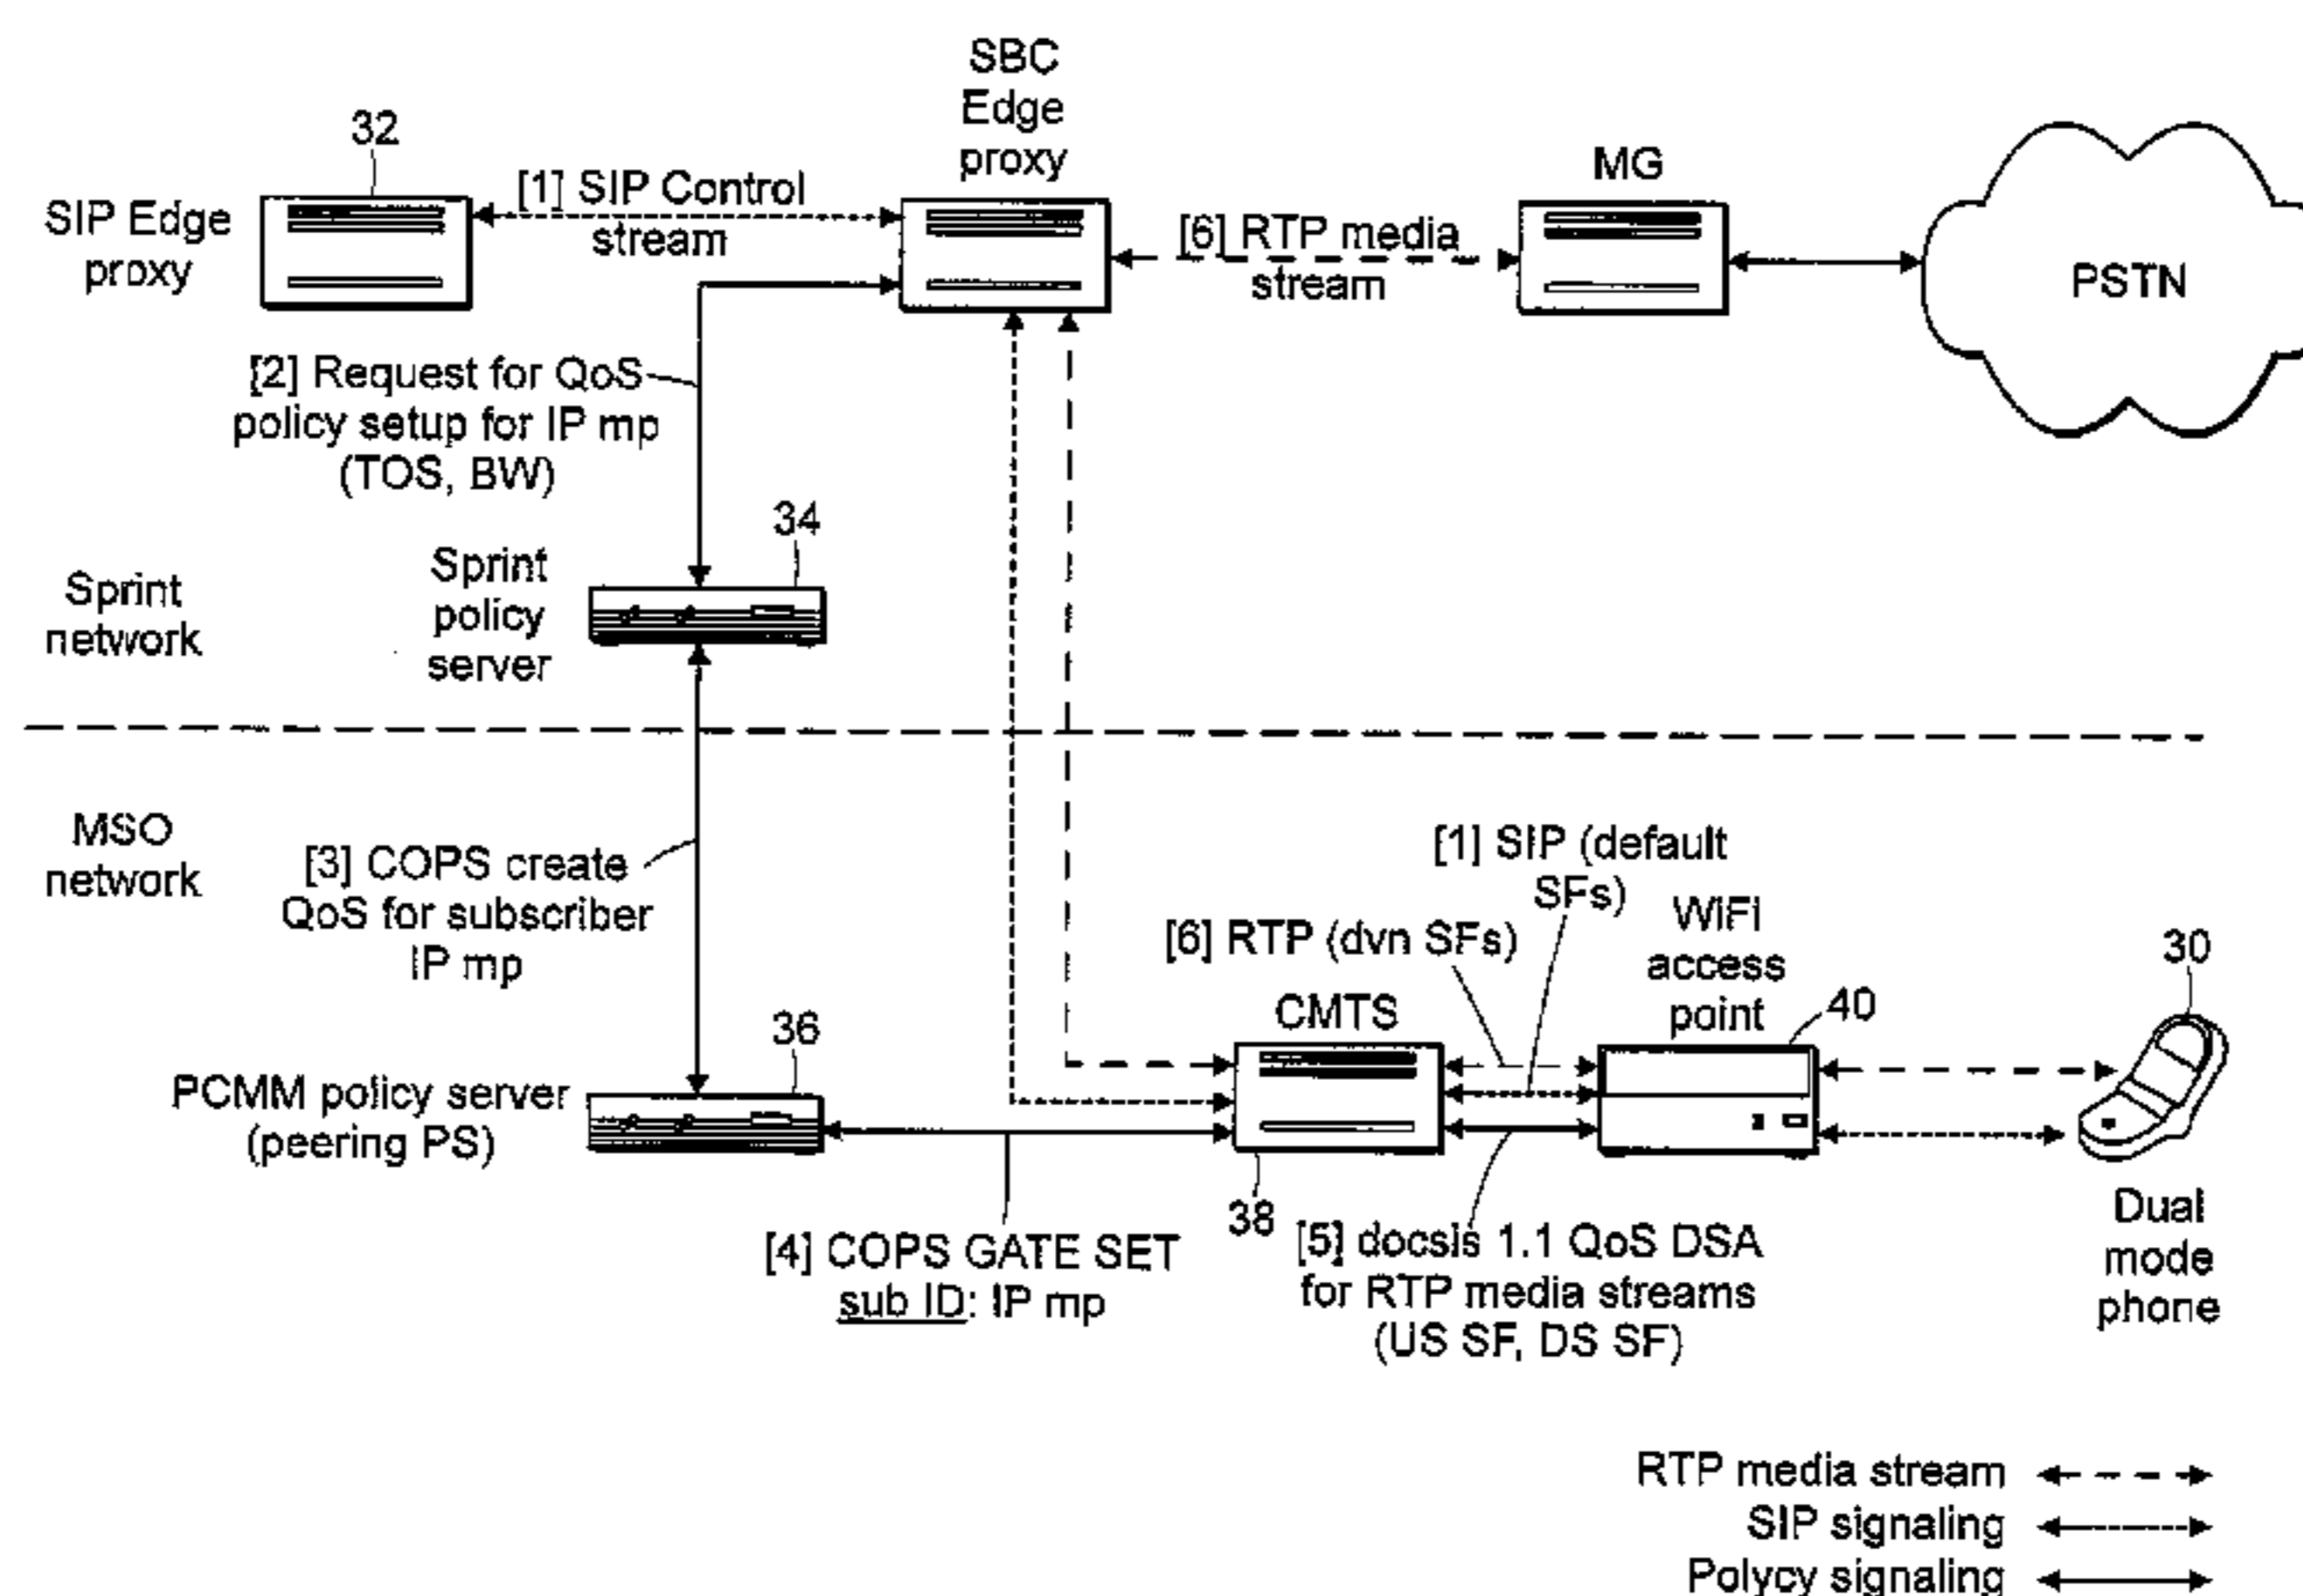 SBC
Edge
proxy
32
MG
SIP Edge
proxy
[1] SIP Control
stream
[6] RTP media
stream
PSTN
[2] Request for QoS
policy setup for IP mp
(TOS, BW)
34
Sprint
policy
server
Sprint
network
MSO
network
[3] COPS create
QoS for subscriber
IP mp
[1] SIP (default
SFs)
[6] RTP (dvn SFs)
WiFi
access
point
40
30
CMTS
36
PCMM policy server
(peering PS)
38
[4] COPS GATE SET
sub ID: IP mp
[5] docsis 1.1 QoS DSA
for RTP media streams
(US SF, DS SF)
Dual
mode
phone
RTP media stream
SIP signaling
Polycy signaling